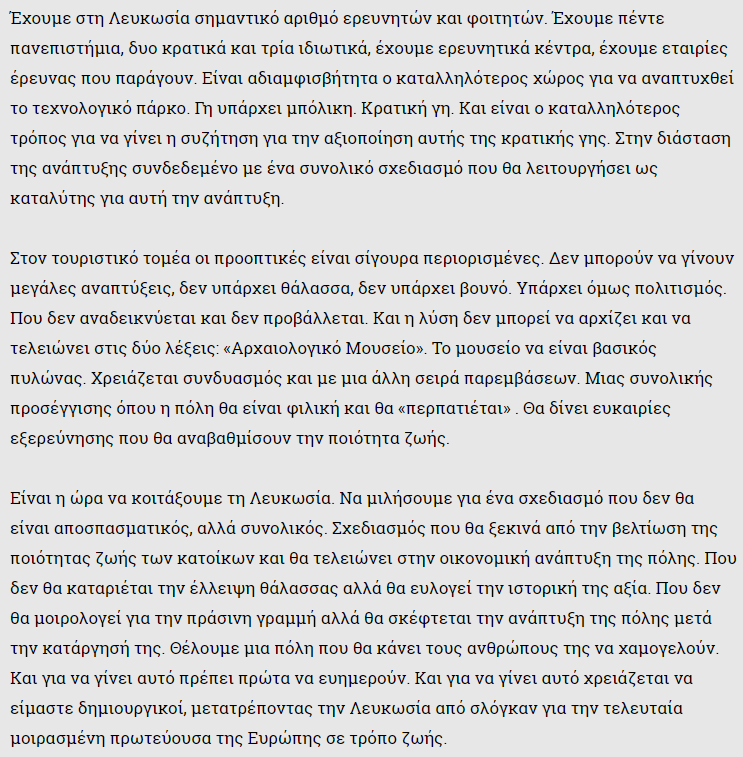 Έχουμε στη Λευκωσία σημαντικό αριθμό ερευνητών και φοιτητών. Έχουμε πέντε
πανεπιστήμια, δυο κρατικά και τρία ιδιωτικά, έχουμε ερευνητικά κέντρα, έχουμε εταιρίες
έρευνας που παράγουν. Είναι αδιαμφισβήτητα ο καταλληλότερος χώρος για να αναπτυχθεί
το τεχνολογικό πάρκο. Γη υπάρχει μπόλικη. Κρατική γη. Και είναι ο καταλληλότερος
τρόπος για να γίνει η συζήτηση για την αξιοποίηση αυτής της κρατικής γης. Στην διάσταση
της ανάπτυξης συνδεδεμένο με ένα συνολικό σχεδιασμό που θα λειτουργήσει ως
καταλύτης για αυτή την ανάπτυξη.
Στον τουριστικό τομέα οι προοπτικές είναι σίγουρα περιορισμένες. Δεν μπορούν να γίνουν
μεγάλες αναπτύξεις, δεν υπάρχει θάλασσα, δεν υπάρχει βουνό. Υπάρχει όμως πολιτισμός.
Που δεν αναδεικνύεται και δεν προβάλλεται. Και η λύση δεν μπορεί να αρχίζει και να
τελειώνει στις δύο λέξεις: «Αρχαιολογικό Μουσείο». Το μουσείο να είναι βασικός
πυλώνας. Χρειάζεται συνδυασμός και με μια άλλη σειρά παρεμβάσεων. Μιας συνολικής
προσέγγισης όπου η πόλη θα είναι φιλική και θα «περπατιέται» . Θα δίνει ευκαιρίες
εξερεύνησης που θα αναβαθμίσουν την ποιότητα ζωής.
Είναι η ώρα να κοιτάξουμε τη Λευκωσία. Να μιλήσουμε για ένα σχεδιασμό που δεν θα
είναι αποσπασματικός, αλλά συνολικός. Σχεδιασμός που θα ξεκινά από την βελτίωση της
ποιότητας ζωής των κατοίκων και θα τελειώνει στην οικονομική ανάπτυξη της πόλης. Που
δεν θα καταριέται την έλλειψη θάλασσας αλλά θα ευλογεί την ιστορική της αξία. Που δεν
θα μοιρολογεί για την πράσινη γραμμή αλλά θα σκέφτεται την ανάπτυξη της πόλης μετά
την κατάργησή της. Θέλουμε μια πόλη που θα κάνει τους ανθρώπους της να χαμογελούν.
Και για να γίνει αυτό πρέπει πρώτα να ευημερούν. Και για να γίνει αυτό χρειάζεται να
είμαστε δημιουργικοί, μετατρέποντας την Λευκωσία από σλόγκαν για την τελευταία
μοιρασμένη πρωτεύουσα της Ευρώπης σε τρόπο ζωής.